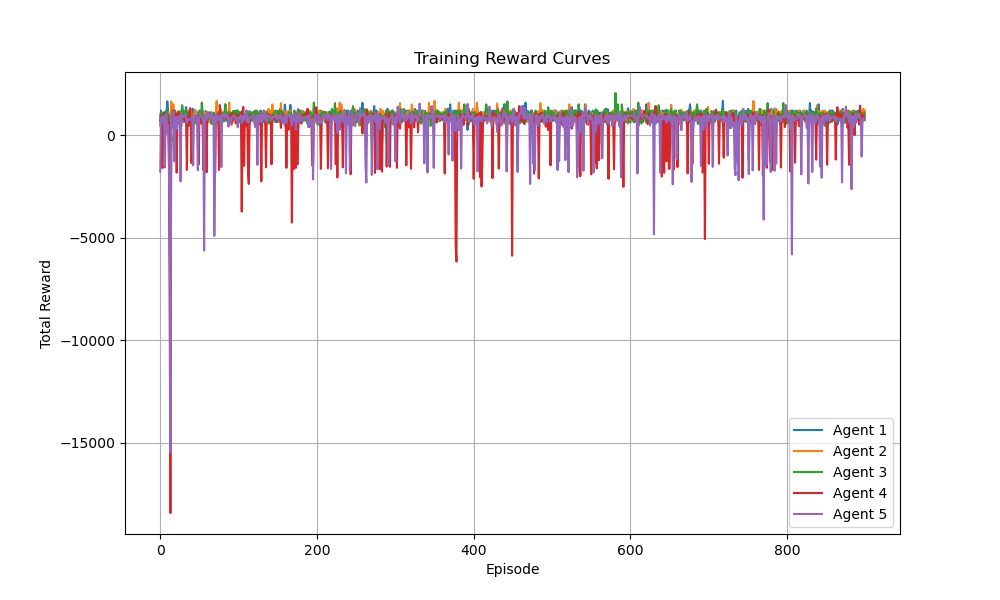 Training Reward Curves
Total Reward
0
−5000
−10000
−15000
0 200 400 600 800
Episode
Agent 1
Agent 2
Agent 3
Agent 4
Agent 5